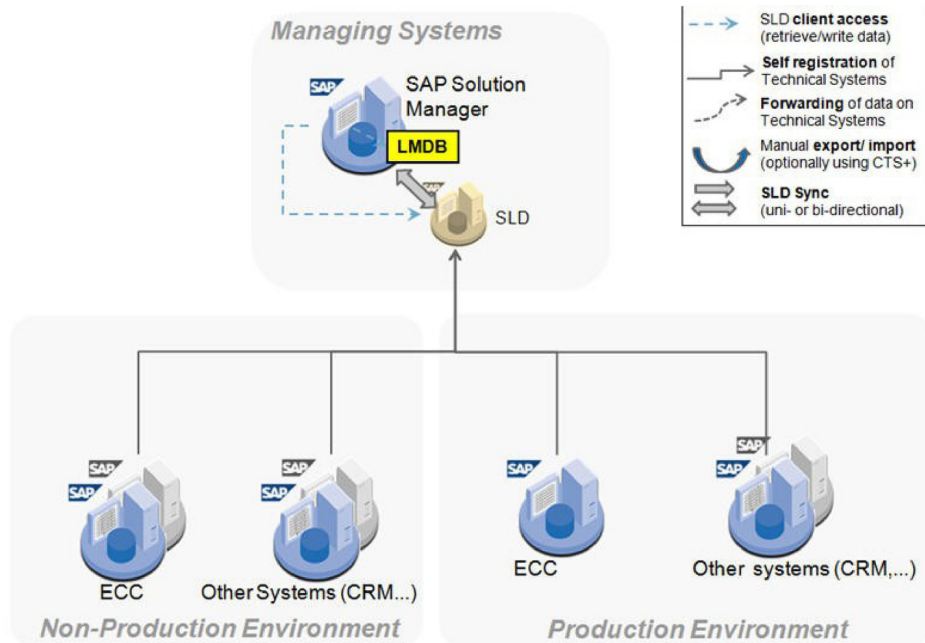 Managing Systems
SAP
SAP Solution
Manager
LMDB
SAP
SLD
SLD client access
(retrieve/write data)
Self registration of
Technical Systems
Forwarding of data on
Technical Systems
Manual export/ import
(optionally using CTS+)
SLD Sync
(uni- or bi-directional)
SAP
SAP
ECC
SAP
SAP
Other Systems (CRM...)
Non-Production Environment
SAP
ECC
SAP
SAP
Other systems (CRM,...)
Production Environment